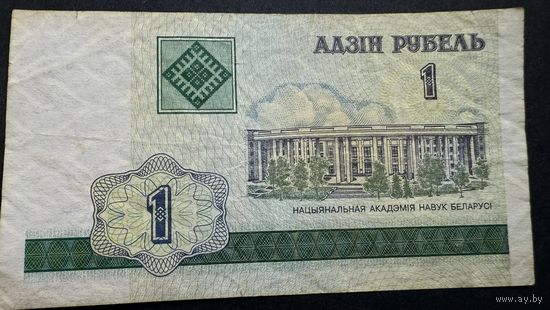 АДЗІН РУБЕЛЬ
1
НАЦЫЯНАЛЬНАЯ АКАДЭМІЯ НАВУК БЕЛАРУСІ
1
www.ay.by